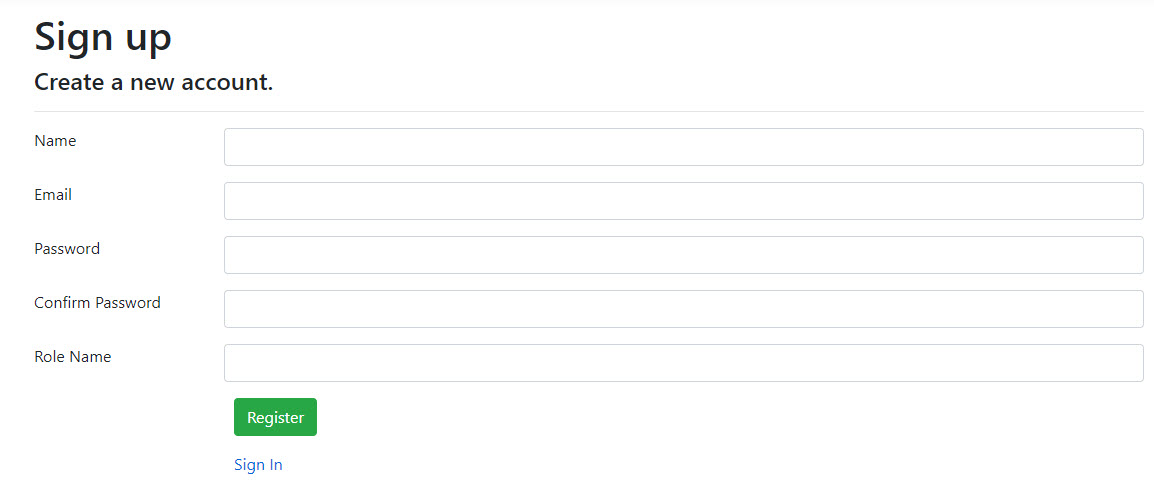 Sign up
Create a new account.
Name
Email
Password
Confirm Password
Role Name
Register
Sign In